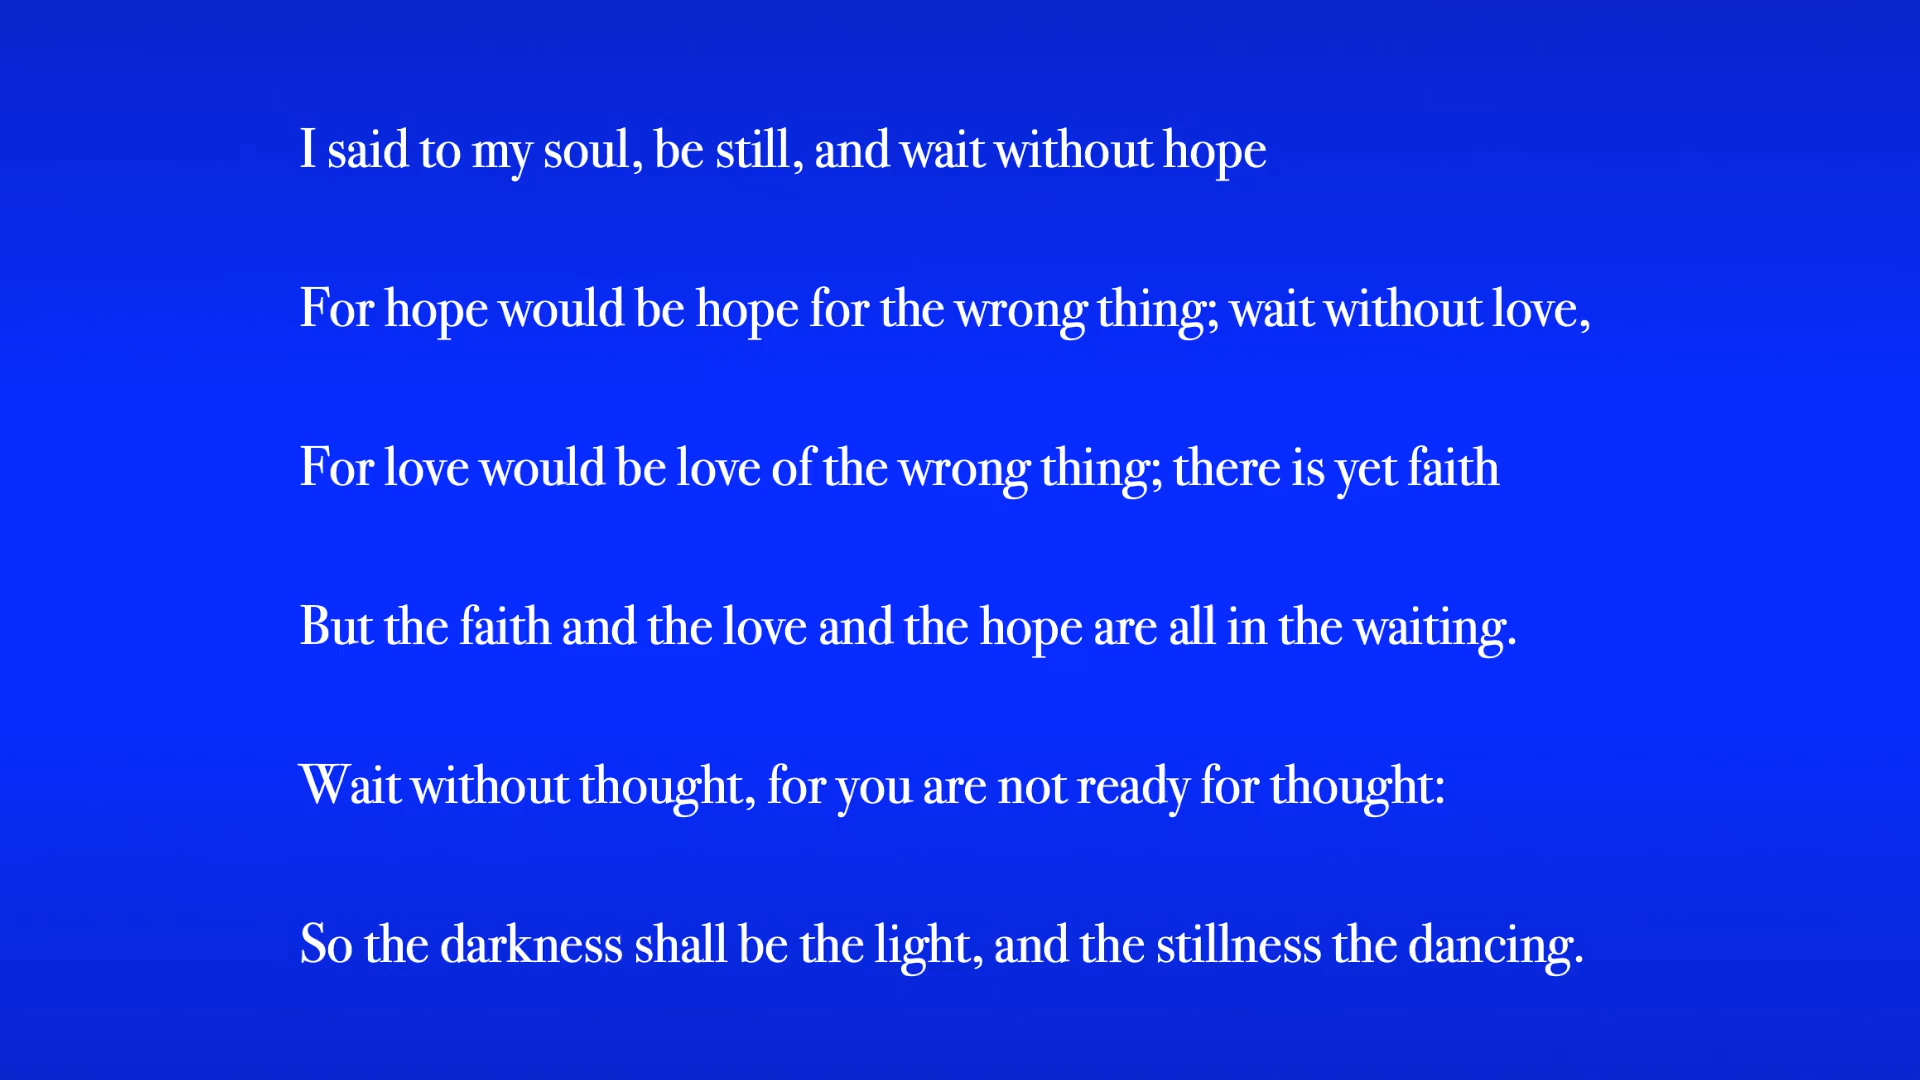 I said to my soul, be still, and wait without hope
For hope would be hope for the wrong thing; wait without love,
For love would be love of the wrong thing; there is yet faith
But the faith and the love and the hope are all in the waiting.
Wait without thought, for you are not ready for thought:
So the darkness shall be the light, and the stillness the dancing.